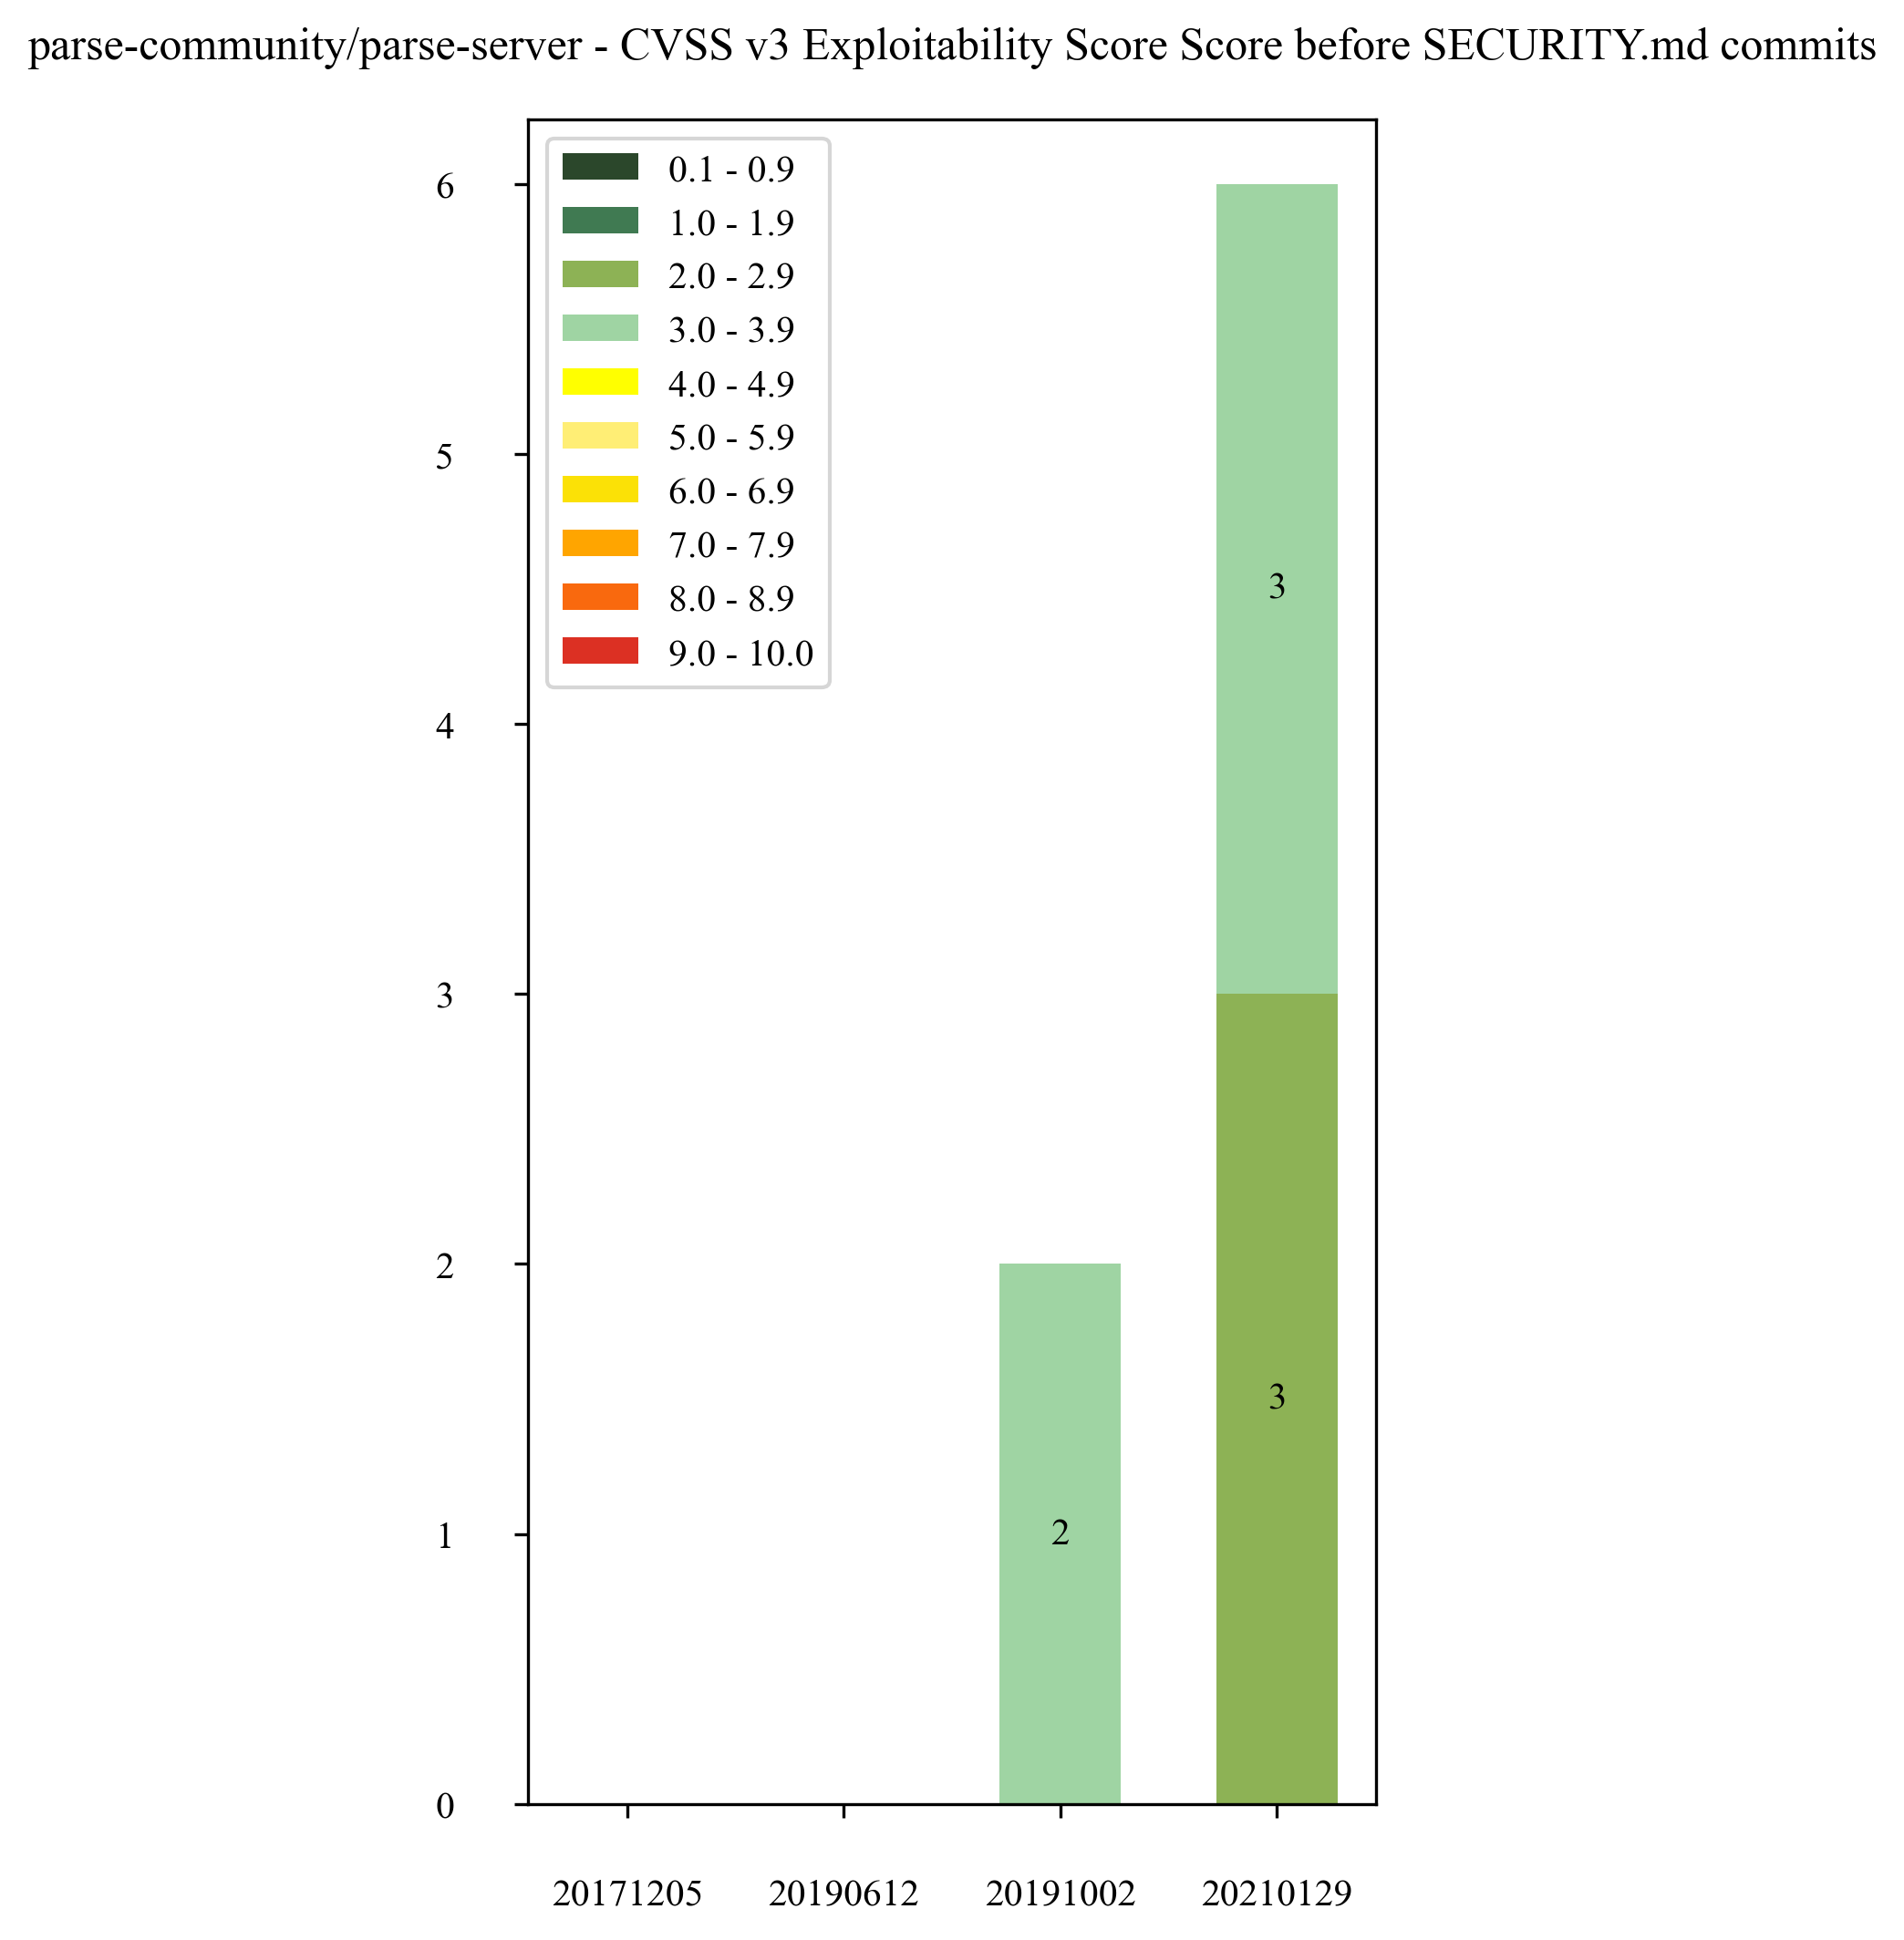 parse-community/parse-server - CVSS v3 Exploitability Score Score before SECURITY.md commits
0.1 - 0.9
1.0 - 1.9
2.0 - 2.9
3.0 - 3.9
4.0 - 4.9
5.0 - 5.9
6.0 - 6.9
7.0 - 7.9
8.0 - 8.9
9.0 - 10.0
6
5
4
3
2
1
0
3
3
2
20171205 20190612 20191002 20210129